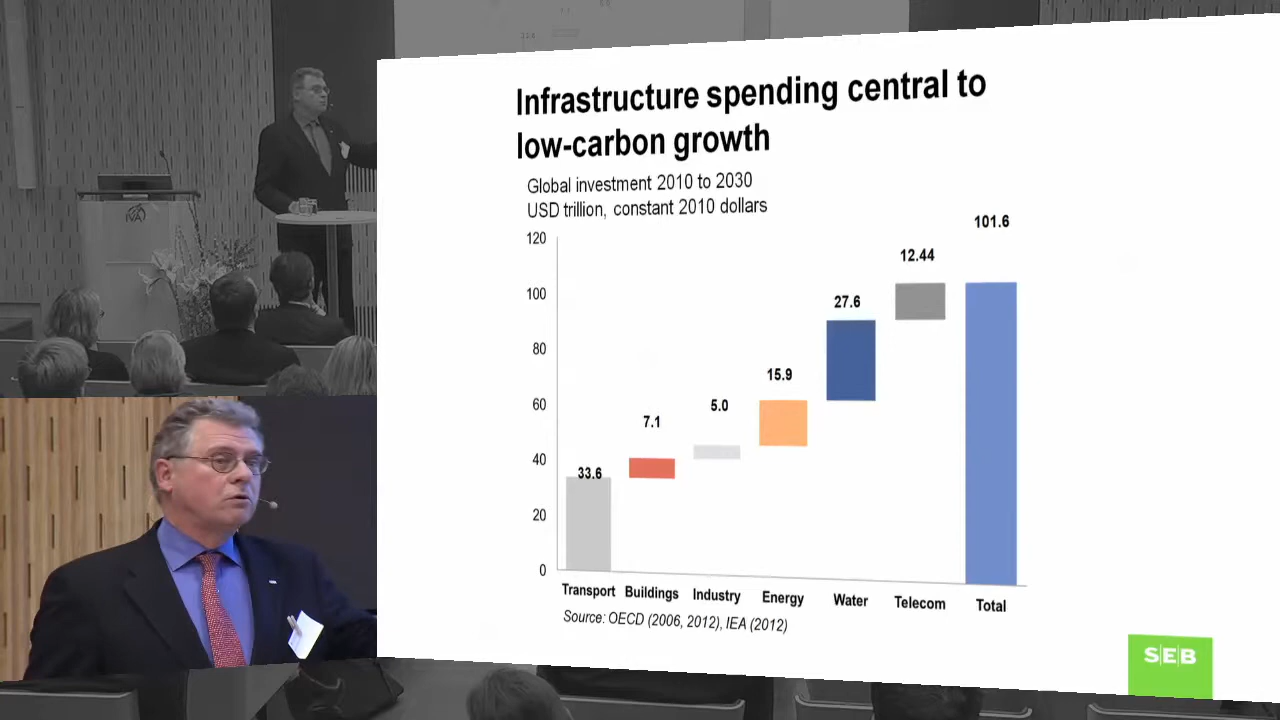 Infrastructure spending central to
low-carbon growth
Global investment 2010 to 2030
USD trillion, constant 2010 dollars
120
100
80
60
40
20
0
33.6
7.1
5.0
15.9
27.6
12.44
101.6
Transport Buildings Industry Energy Water Telecom Total
Source: OECD (2006, 2012), IEA (2012)
SEB
IVA